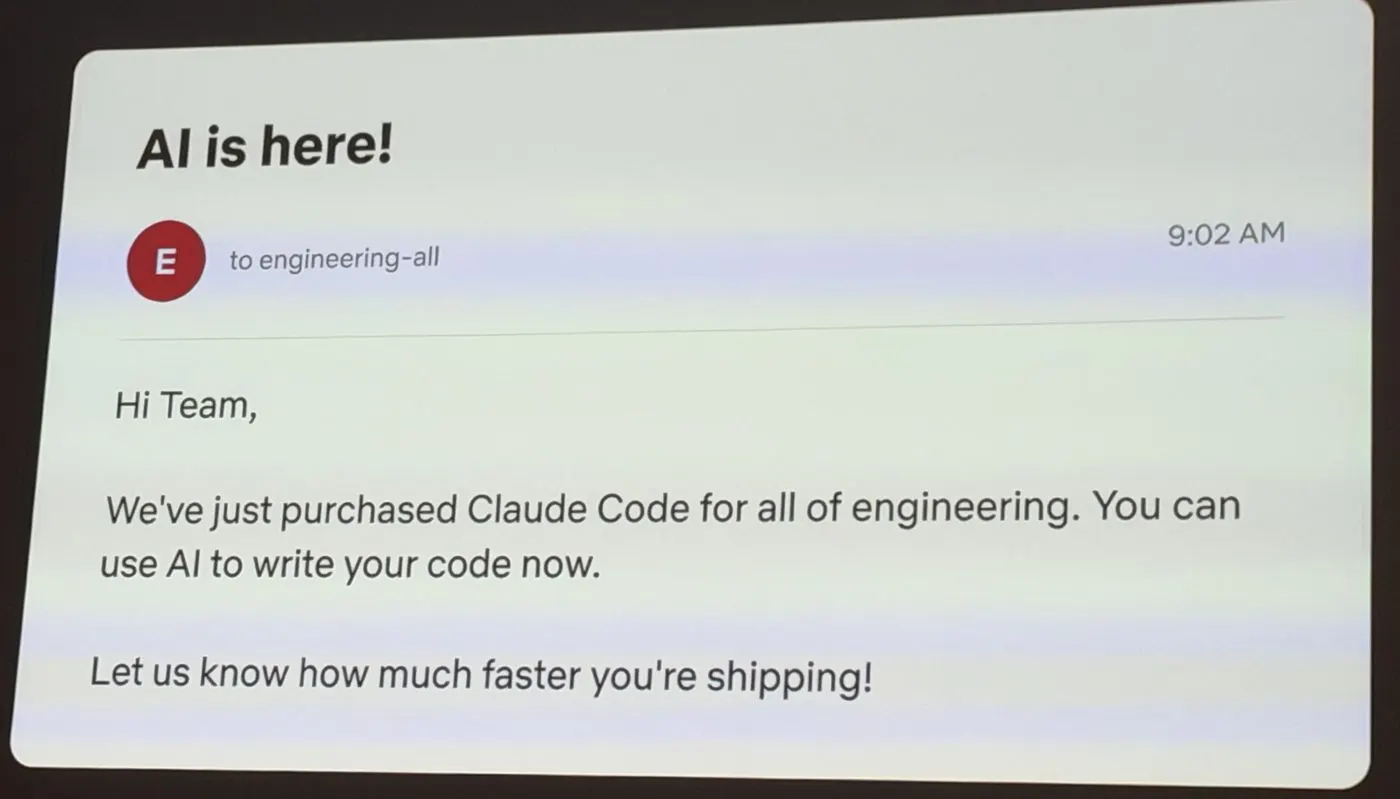 AI is here!
E
to engineering-all
9:02 AM
Hi Team,
We've just purchased Claude Code for all of engineering. You can
use AI to write your code now.
Let us know how much faster you're shipping!